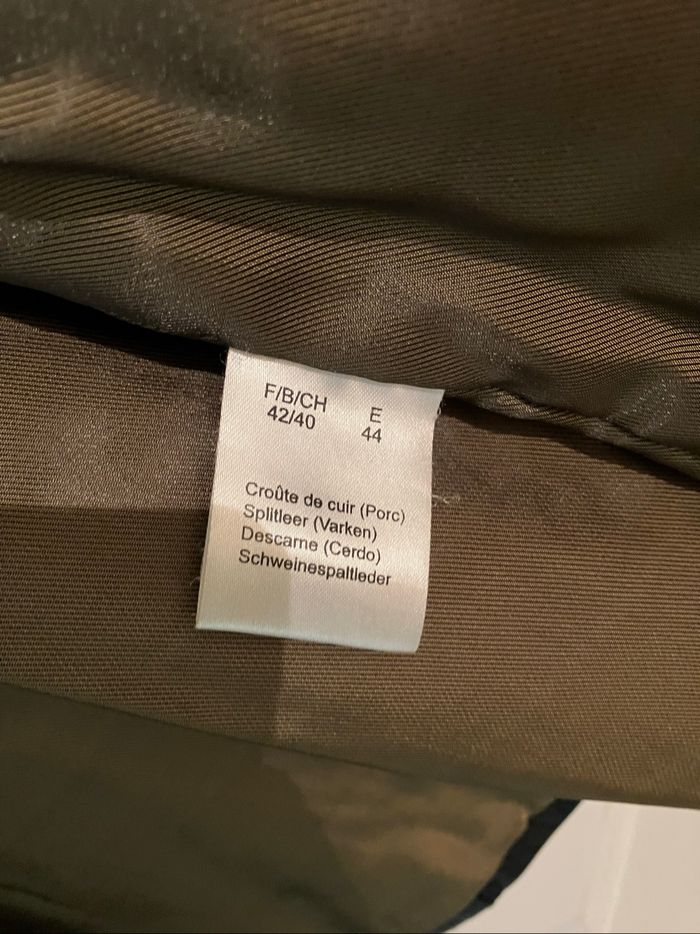 F/B/CH E
42/40 44
Croûte de cuir (Porc)
Splitleer (Varken)
Descarne (Cerdo)
Schweinespaltleder